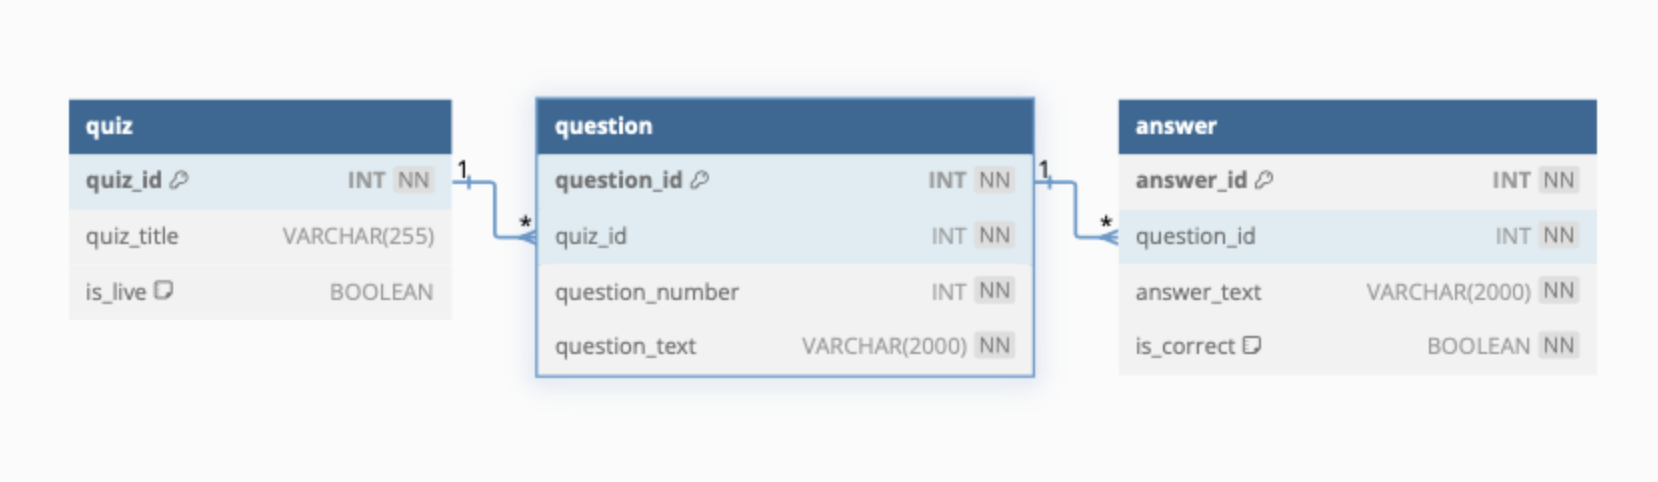 quiz
quiz_id INT NN
quiz_title VARCHAR(255)
is_live BOOLEAN
1
*
question
question_id INT NN
quiz_id INT NN
question_number INT NN
question_text VARCHAR(2000) NN
1
*
answer
answer_id INT NN
question_id INT NN
answer_text VARCHAR(2000) NN
is_correct BOOLEAN NN